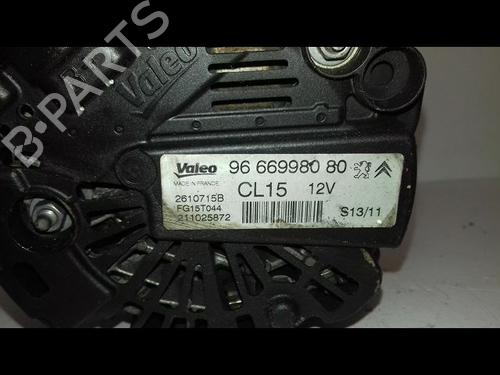 B-PARTS
Valeo
Valeo 96 669980 80
MADE IN FRANCE
CL15 12V
2610715B
FG15T044
211025872
S13/11